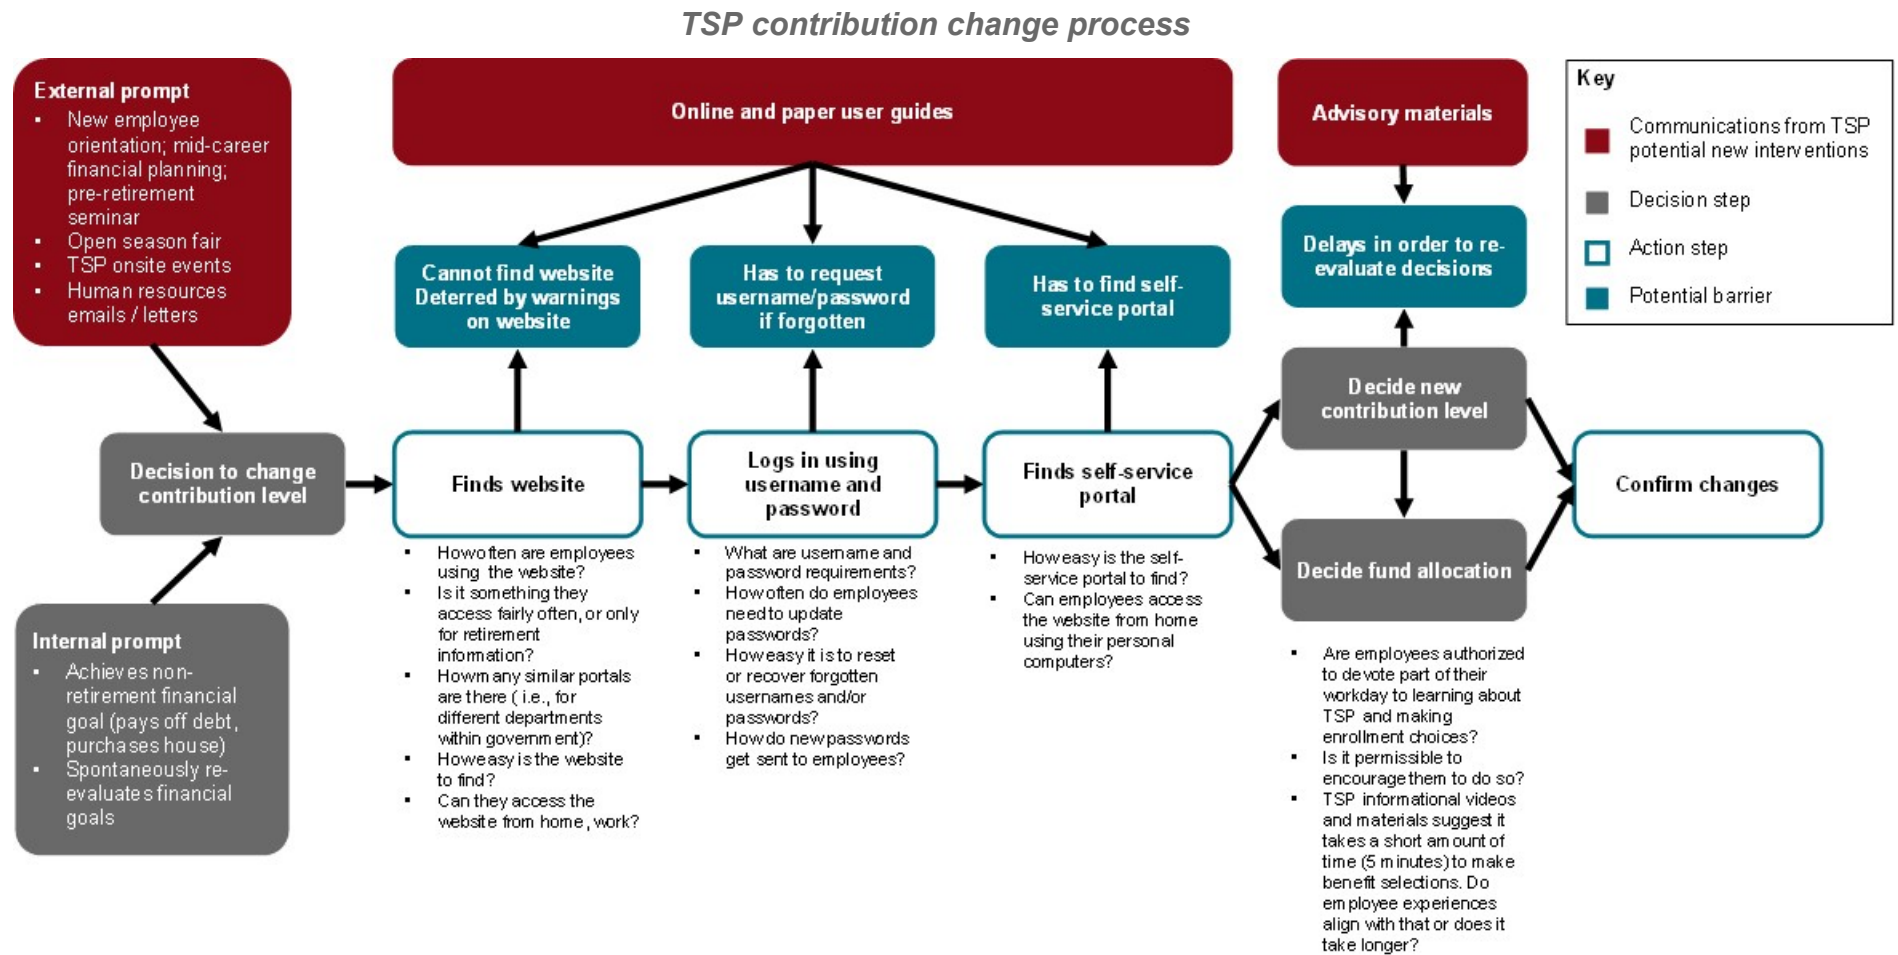 TSP contribution change process
External prompt
▪ New employee
orientation; mid-career
financial planning;
pre-retirement
seminar
▪ Open season fair
▪ TSP onsite events
▪ Human resources
emails / letters
Online and paper user guides
Advisory materials
Key
Communications from TSP
potential new interventions
Decision step
Action step
Potential barrier
Cannot find website
Deterred by warnings
on website
Has to request
username/password
if forgotten
Has to find self-
service portal
Delays in order to re-
evaluate decisions
Decision to change
contribution level
Finds website
Logs in using
username and
password
Finds self-service
portal
Decide new
contribution level
Decide fund allocation
Confirm changes
Internal prompt
▪ Achieves non-
retirement financial
goal (pays off debt,
purchases house)
▪ Spontaneously re-
evaluates financial
goals
▪ How often are employees
using the website?
▪ Is it something they
access fairly often, or only
for retirement
information?
▪ How many similar portals
are there ( i.e., for
different departments
within government)?
▪ How easy is the website
to find?
▪ Can they access the
website from home, work?
▪ What are username and
password requirements?
▪ How often do employees
need to update
passwords?
▪ How easy it is to reset
or recover forgotten
usernames and/or
passwords?
▪ How do new passwords
get sent to employees?
▪ How easy is the self-
service portal to find?
▪ Can employees access
the website from home
using their personal
computers?
▪ Are employees authorized
to devote part of their
workday to learning about
TSP and making
enrollment choices?
▪ Is it permissible to
encourage them to do so?
▪ TSP informational videos
and materials suggest it
takes a short amount of
time (5 minutes) to make
benefit selections. Do
employee experiences
align with that or does it
take longer?